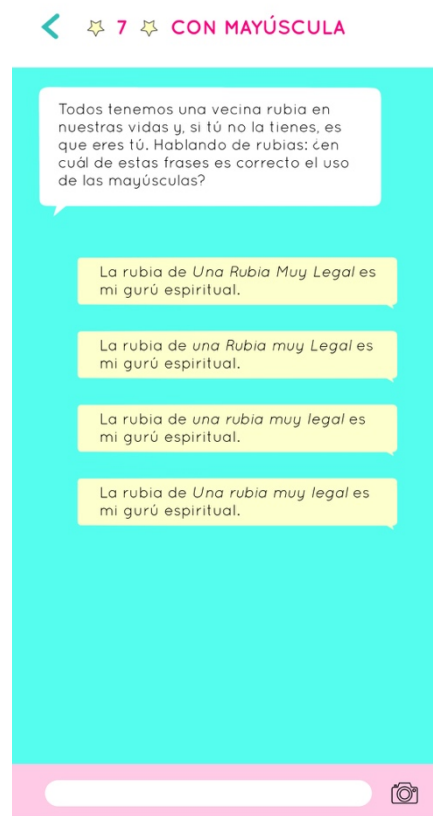 7 CON MAYÚSCULA
Todos tenemos una vecina rubia en
nuestras vidas y, si tú no la tienes, es
que eres tú. Hablando de rubias: ¿en
cuál de estas frases es correcto el uso
de las mayúsculas?
La rubia de Una Rubia Muy Legal es
mi gurú espiritual.
La rubia de una Rubia muy Legal es
mi gurú espiritual.
La rubia de una rubia muy legal es
mi gurú espiritual.
La rubia de Una rubia muy legal es
mi gurú espiritual.